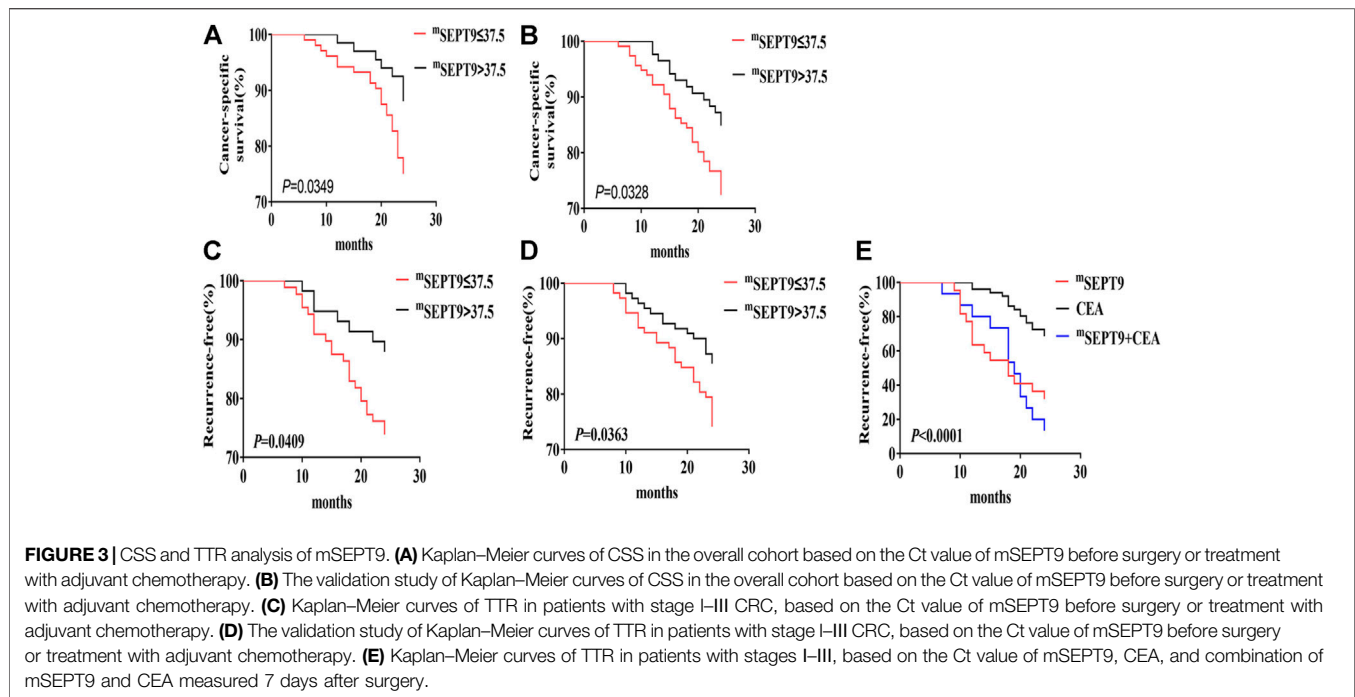 A
mSEPT9≤37.5
mSEPT9>37.5
Cancer-specific
survival(%)
100
90
80
70
P=0.0349
0 10 20 30
months
B
mSEPT9≤37.5
mSEPT9>37.5
Cancer-specific
survival(%)
100
90
80
70
P=0.0328
0 10 20 30
months
C
mSEPT9≤37.5
mSEPT9>37.5
Recurrence-free(%)
100
90
80
70
P=0.0409
0 10 20 30
months
D
mSEPT9≤37.5
mSEPT9>37.5
Recurrence-free(%)
100
90
80
70
P=0.0363
0 10 20 30
months
E
mSEPT9
CEA
mSEPT9+CEA
Recurrence-free(%)
100
80
60
40
20
0
P<0.0001
0 10 20 30
months
FIGURE 3 | CSS and TTR analysis of mSEPT9. (A) Kaplan–Meier curves of CSS in the overall cohort based on the Ct value of mSEPT9 before surgery or treatment
with adjuvant chemotherapy. (B) The validation study of Kaplan–Meier curves of CSS in the overall cohort based on the Ct value of mSEPT9 before surgery or treatment
with adjuvant chemotherapy. (C) Kaplan–Meier curves of TTR in patients with stage I–III CRC, based on the Ct value of mSEPT9 before surgery or treatment with
adjuvant chemotherapy. (D) The validation study of Kaplan–Meier curves of TTR in patients with stage I–III CRC, based on the Ct value of mSEPT9 before surgery
or treatment with adjuvant chemotherapy. (E) Kaplan–Meier curves of TTR in patients with stages I–III, based on the Ct value of mSEPT9, CEA, and combination of
mSEPT9 and CEA measured 7 days after surgery.